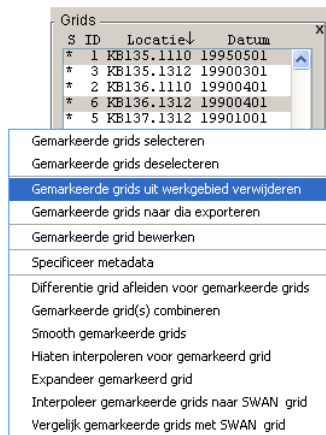 Grids
x
S ID Locatie↓ Datum
* 1 KB135.1110 19950501
* 3 KB135.1312 19900301
* 2 KB136.1110 19900401
* 6 KB136.1312 19900401
* 5 KB137.1312 19901001
Gemarkeerde grids selecteren
Gemarkeerde grids deselecteren
Gemarkeerde grids uit werkgebied verwijderen
Gemarkeerde grids naar dia exporteren
Gemarkeerde grid bewerken
Specificeer metadata
Differentie grid afleiden voor gemarkeerde grids
Gemarkeerde grid(s) combineren
Smooth gemarkeerde grids
Hiaten interpoleren voor gemarkeerd grid
Expandeer gemarkeerd grid
Interpoleer gemarkeerde grids naar SWAN grid
Vergelijk gemarkeerde grids met SWAN grid